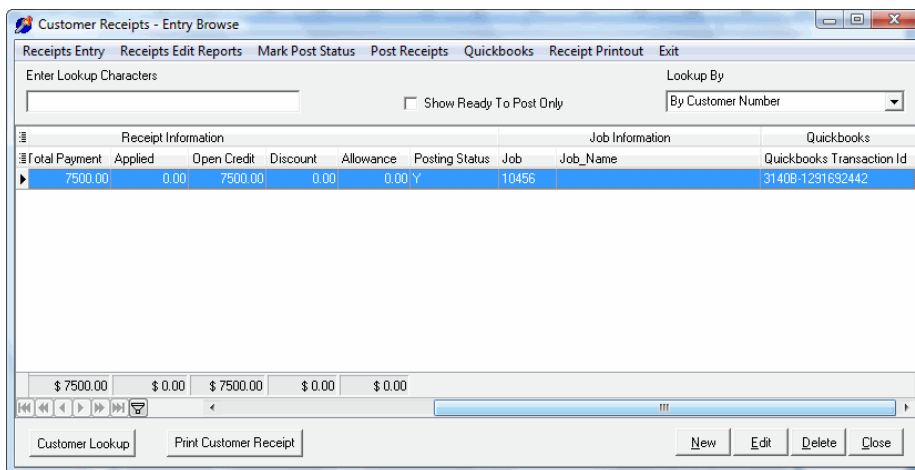 Customer Receipts - Entry Browse
Receipts Entry Receipts Edit Reports Mark Post Status Post Receipts Quickbooks Receipt Printout Exit
Enter Lookup Characters Lookup By
Show Ready To Post Only By Customer Number
Receipt Information Job Information Quickbooks
Total Payment Applied Open Credit Discount Allowance Posting Status Job Job_Name Quickbooks Transaction Id
7500.00 0.00 7500.00 0.00 0.00 Y 10456 3140B-1291692442
$ 7500.00 $ 0.00 $ 7500.00 $ 0.00 $ 0.00
Customer Lookup Print Customer Receipt New Edit Delete Close